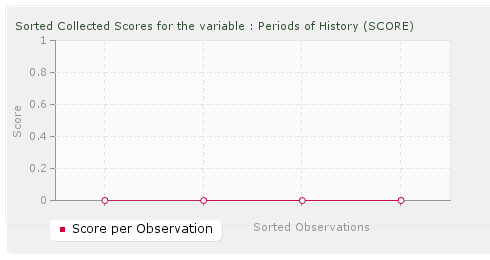 Sorted Collected Scores for the variable : Periods of History (SCORE)
1
0.8
0.6
0.4
0.2
0
Score
Score per Observation
Sorted Observations